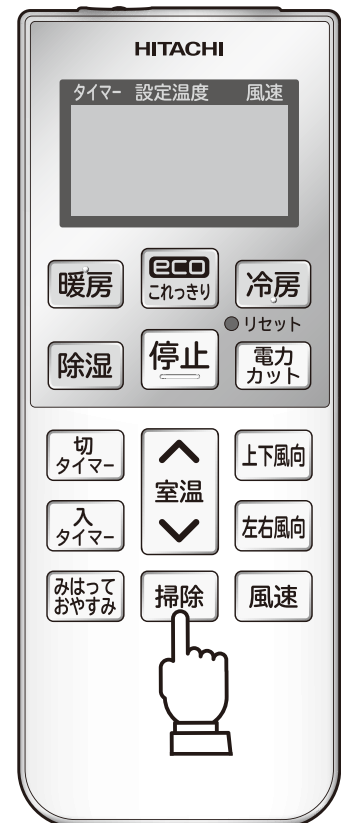 HITACHI
タイマー 設定温度 風速
暖房
eco
これっきり
冷房
リセット
除湿
停止
電力
カット
切
タイマー
室温
上下風向
入
タイマー
左右風向
みはって
おやすみ
掃除
風速